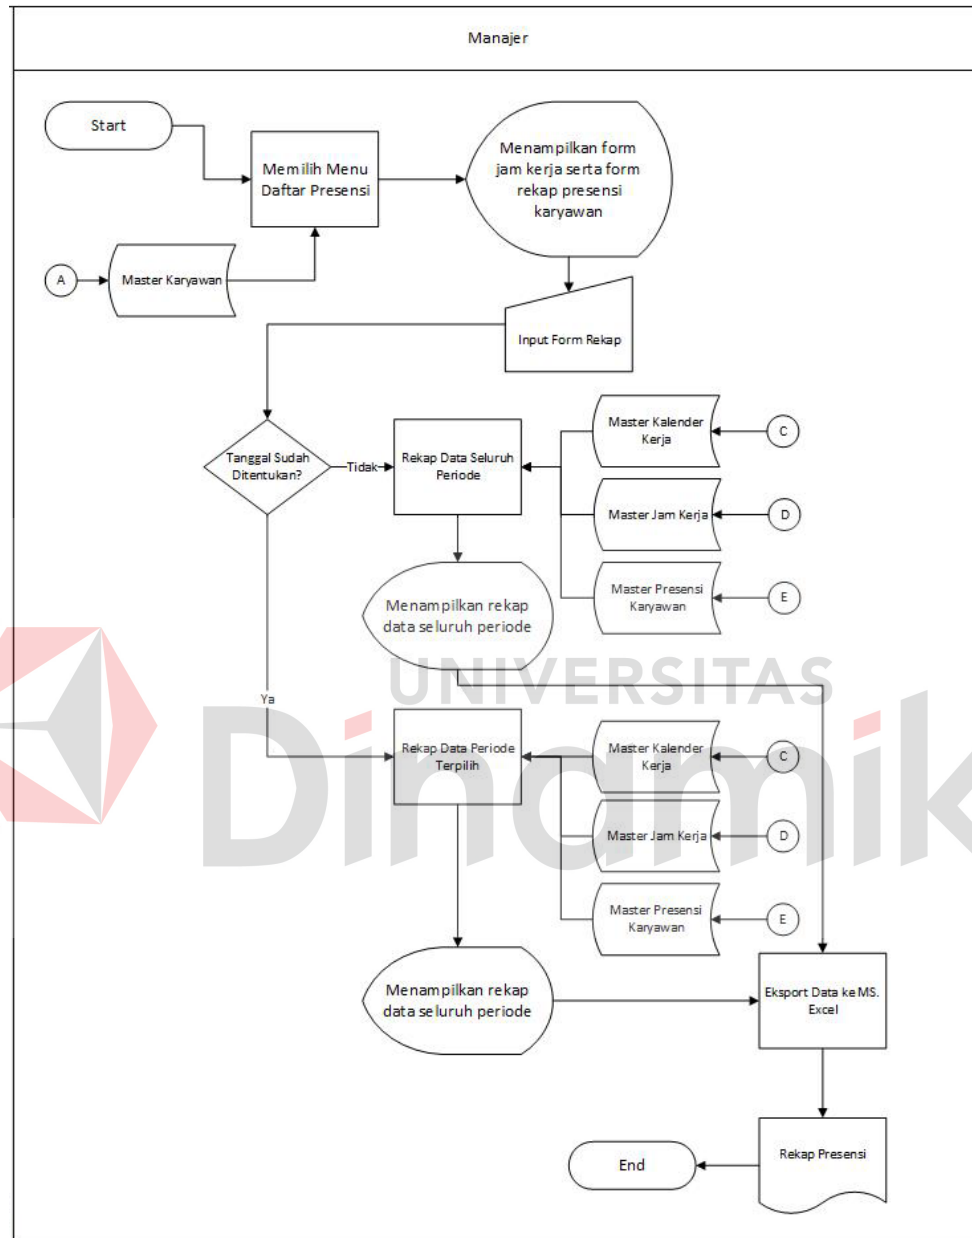 Manajer
Start
Memilih Menu
Daftar Presensi
Menampilkan form
jam kerja serta form
rekap presensi
karyawan
A
Master Karyawan
Input Form Rekap
Tanggal Sudah
Ditentukan?
Tidak
Rekap Data Seluruh
Periode
Master Kalender
Kerja
C
Master Jam Kerja
D
Master Presensi
Karyawan
E
Menampilkan rekap
data seluruh periode
UNIVERSITAS
Dinamik
Ya
Rekap Data Periode
Terpilih
Master Kalender
Kerja
C
Master Jam Kerja
D
Master Presensi
Karyawan
E
Menampilkan rekap
data seluruh periode
Eksport Data ke MS.
Excel
Rekap Presensi
End